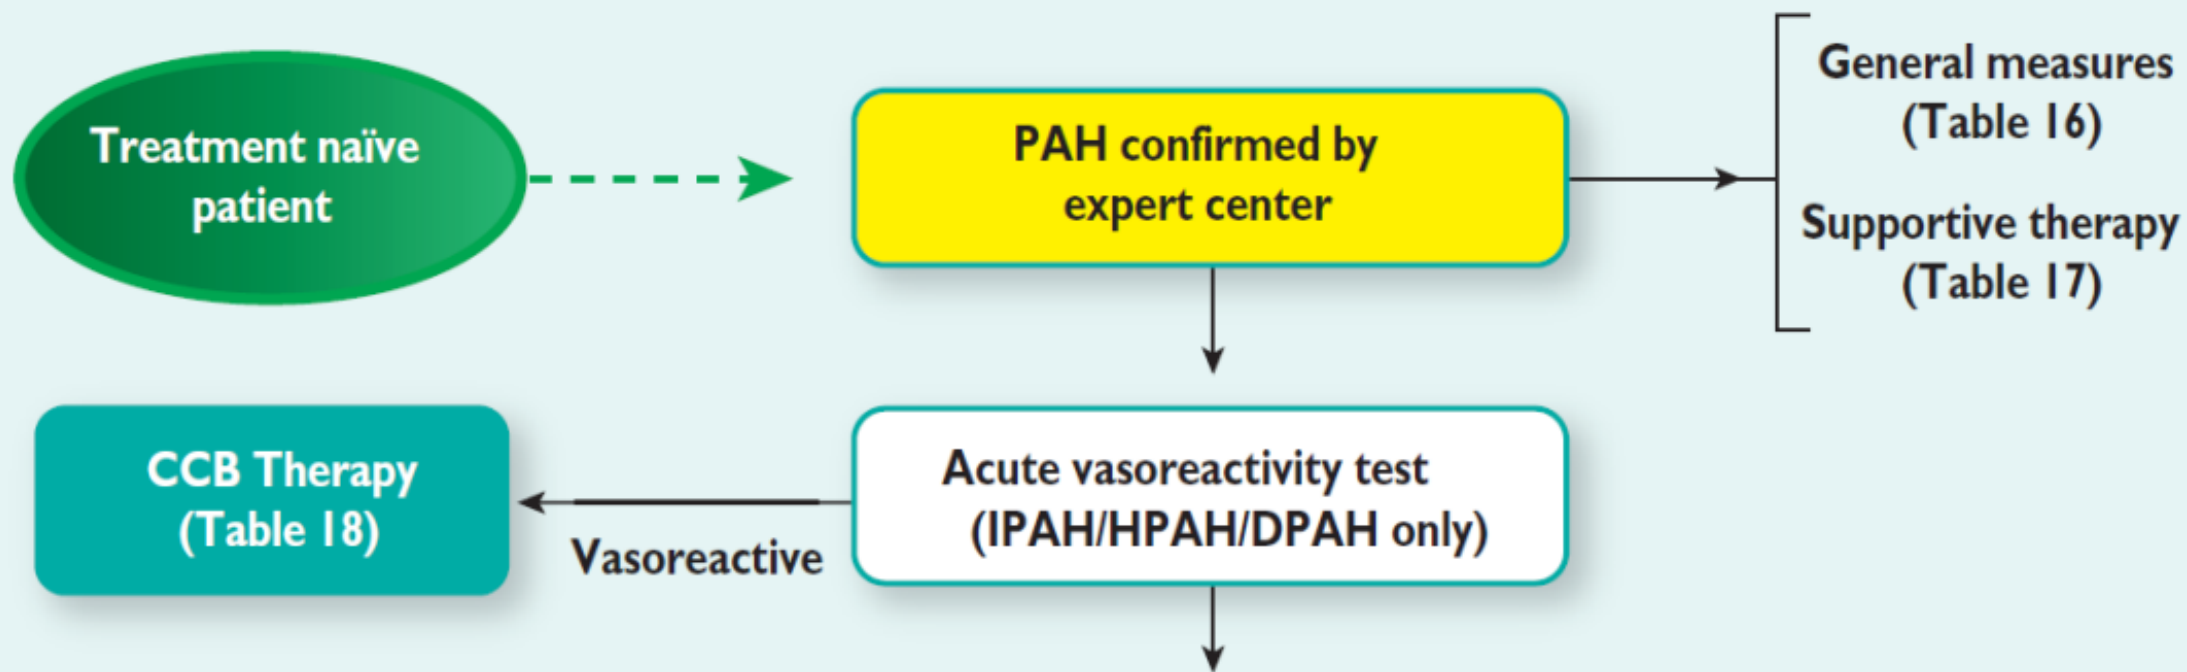 Treatment naïve
patient
PAH confirmed by
expert center
General measures
(Table 16)
Supportive therapy
(Table 17)
CCB Therapy
(Table 18)
Vasoreactive
Acute vasoreactivity test
(IPAH/HPAH/DPAH only)